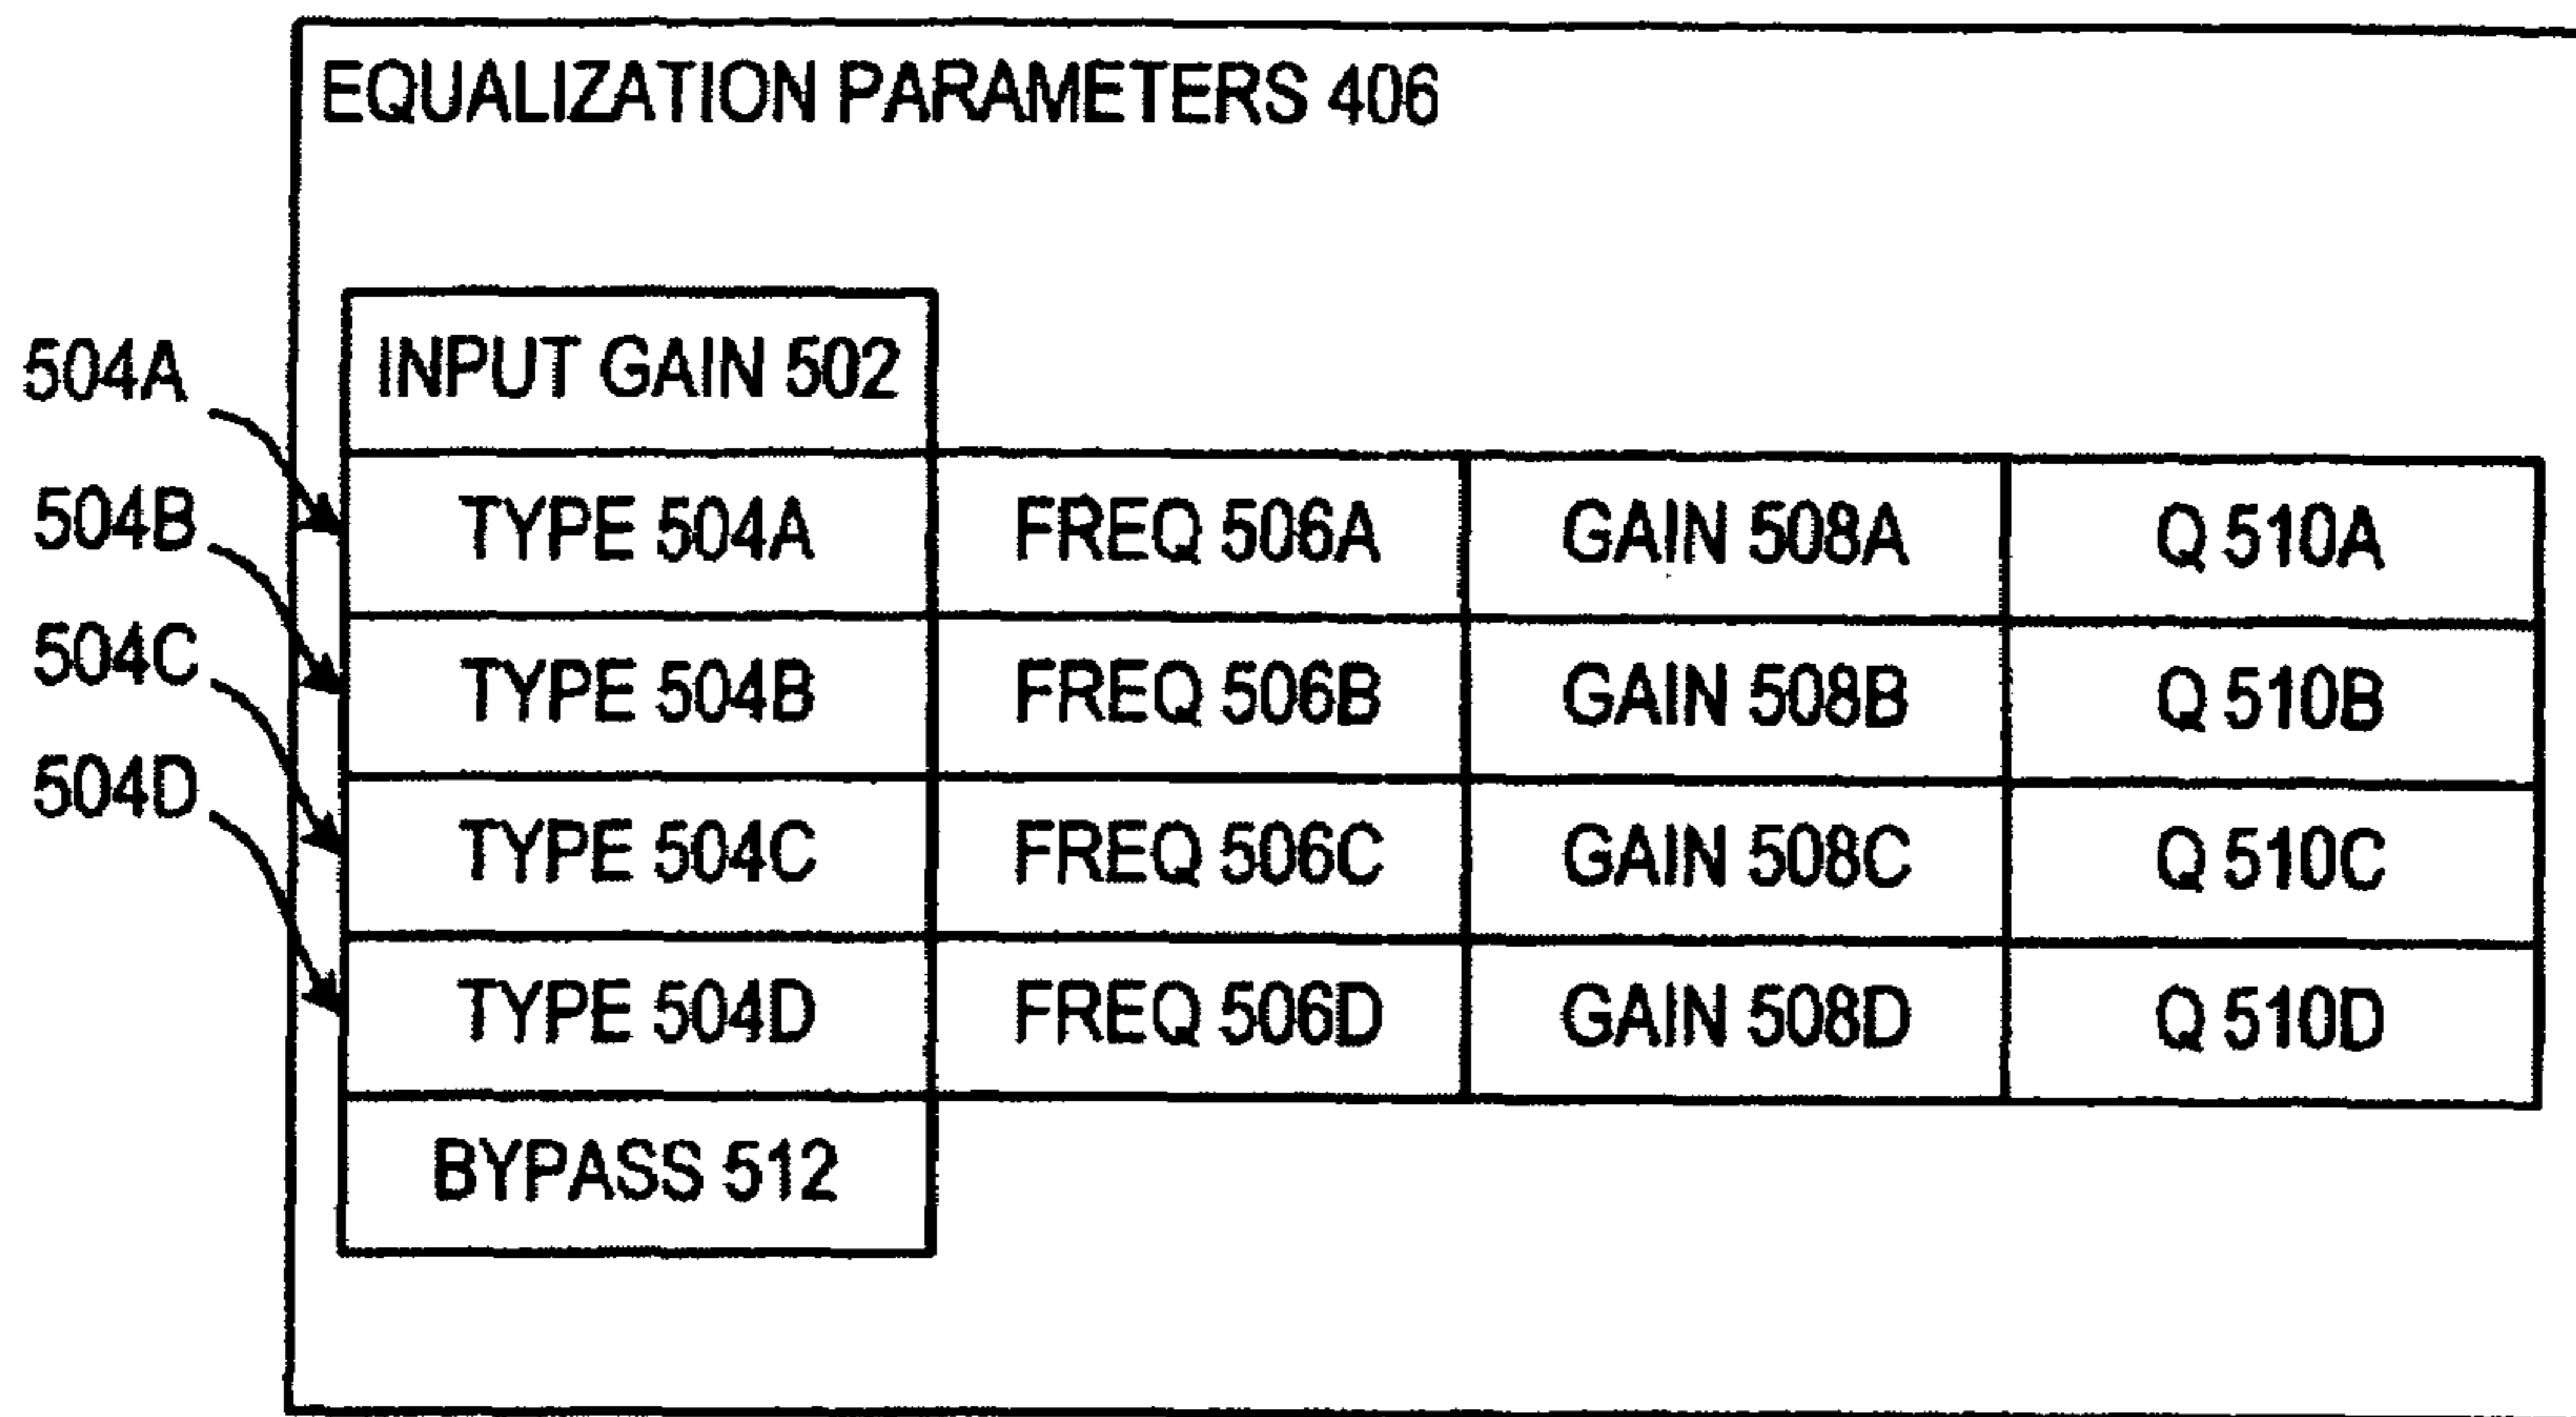 EQUALIZATION PARAMETERS 406
504A
INPUT GAIN 502
504B
TYPE 504A FREQ 506A GAIN 508A Q 510A
504C
TYPE 504B FREQ 506B GAIN 508B Q 510B
504D
TYPE 504C FREQ 506C GAIN 508C Q 510C
TYPE 504D FREQ 506D GAIN 508D Q 510D
BYPASS 512